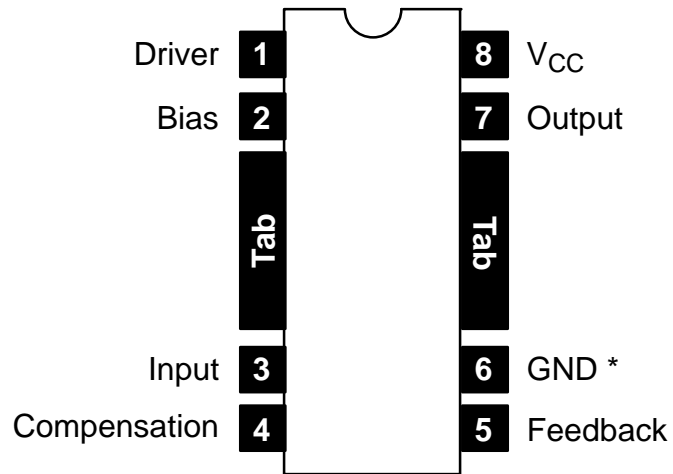 Driver 1 8 VCC
Bias 2 7 Output
Tab Tab
Input 3 6 GND *
Compensation 4 5 Feedback